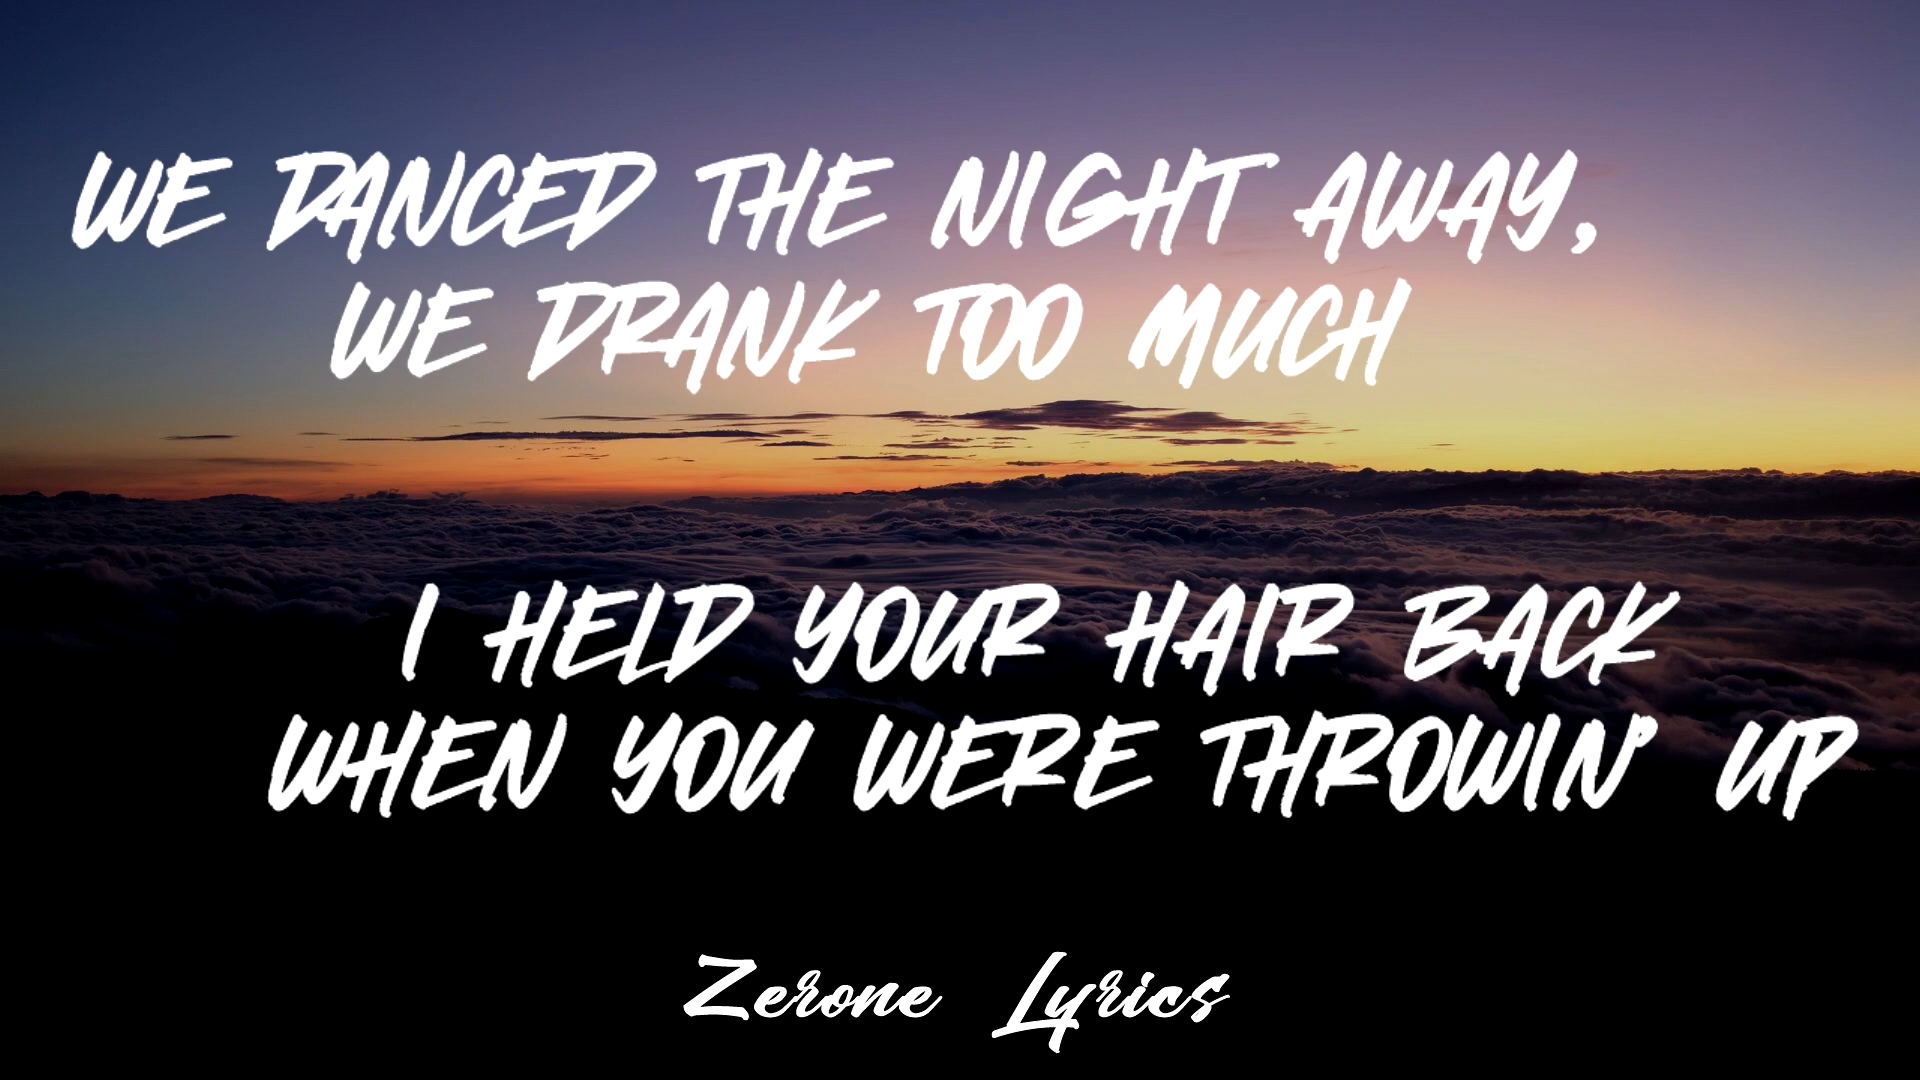 WE DANCED THE NIGHT AWAY,
WE DRANK TOO MUCH
I HELD YOUR HAIR BACK
WHEN YOU WERE THROWIN' UP
Zerone Lyrics